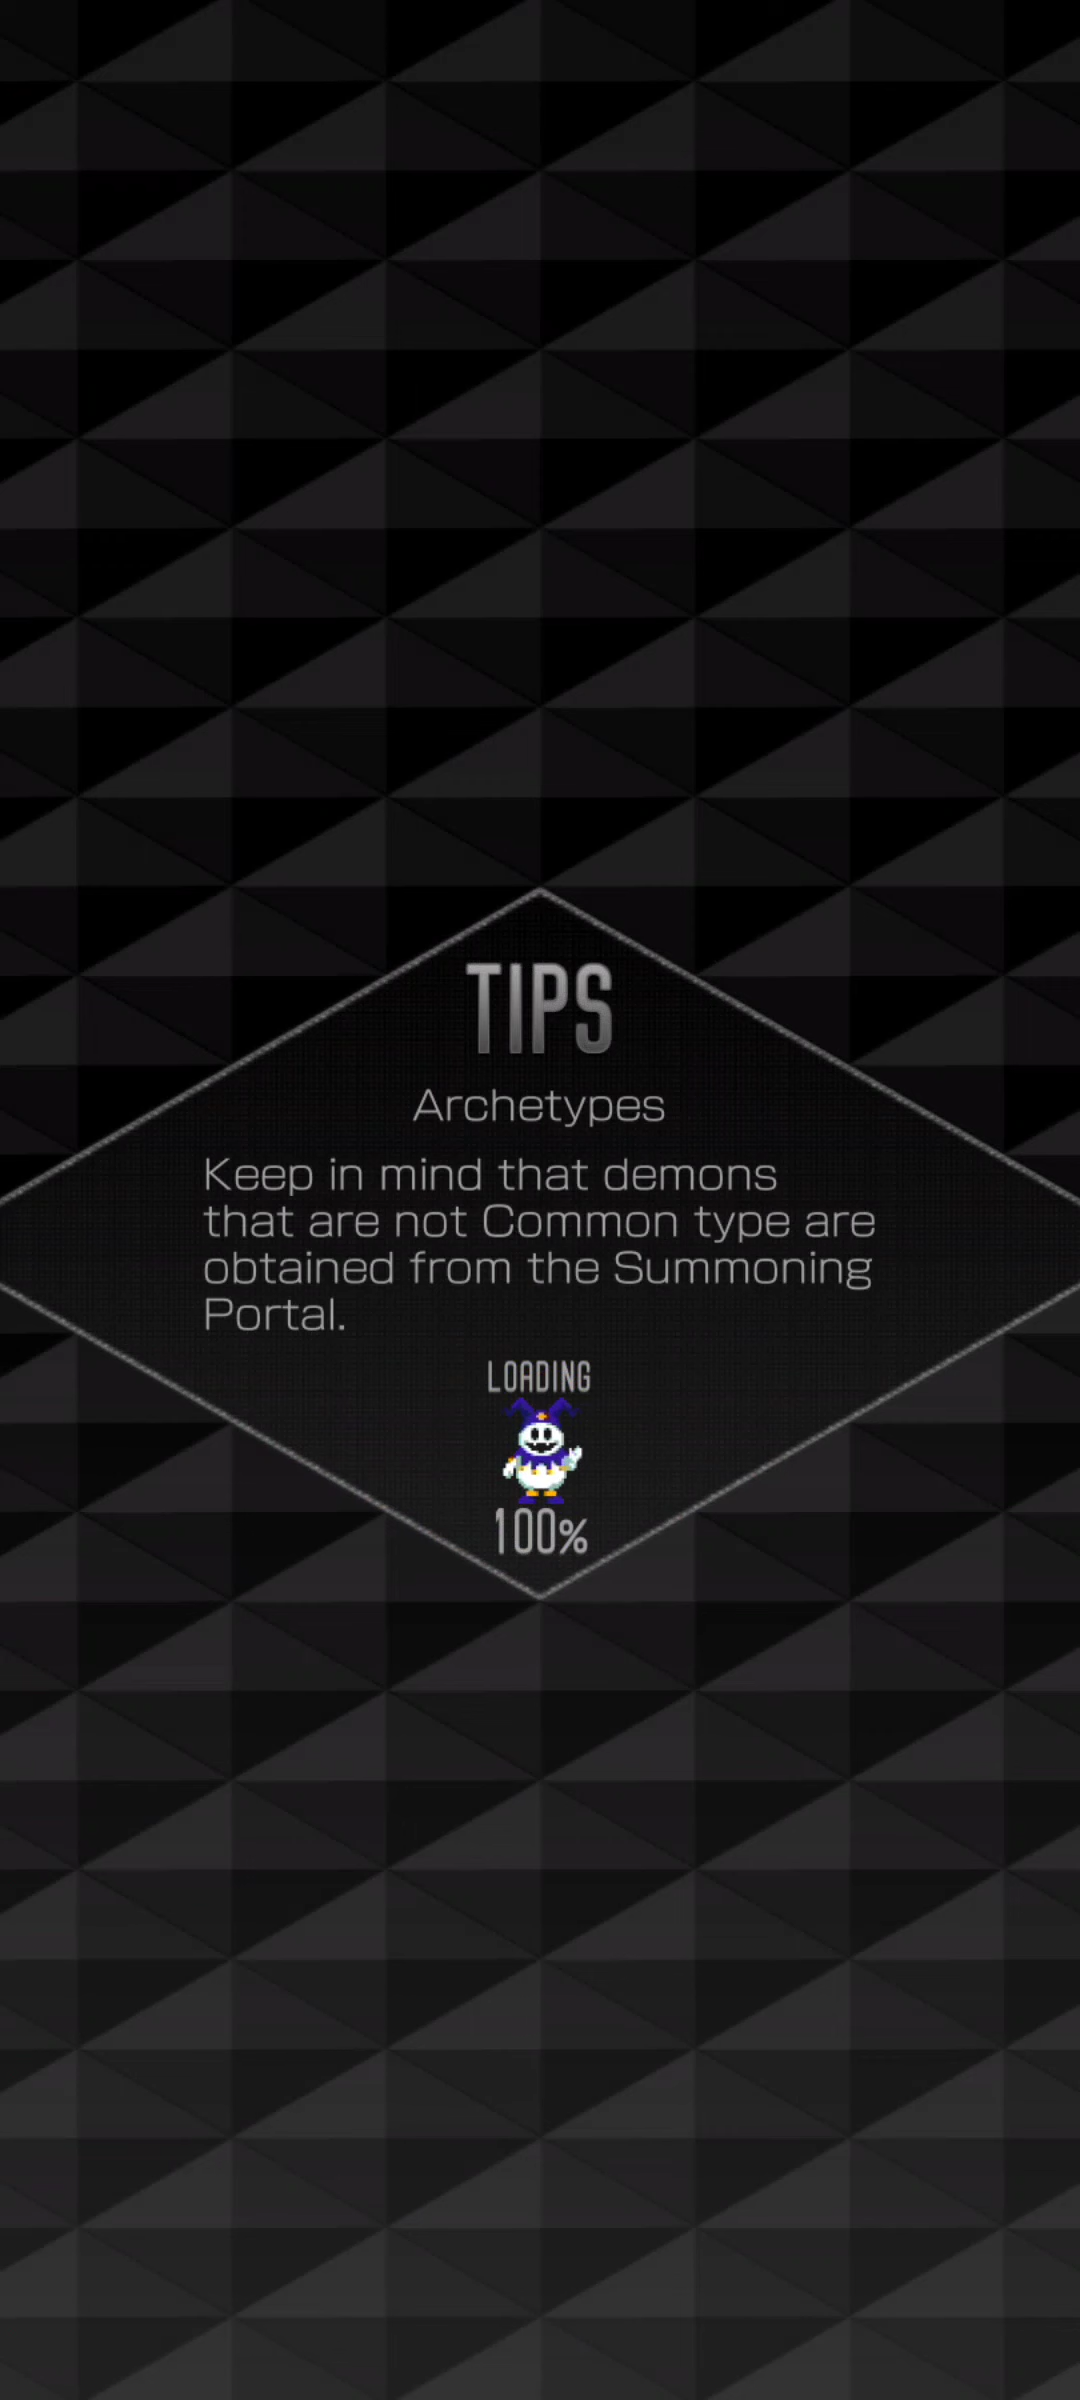 TIPS
Archetypes
Keep in mind that demons
that are not Common type are
obtained from the Summoning
Portal.
LOADING
100%